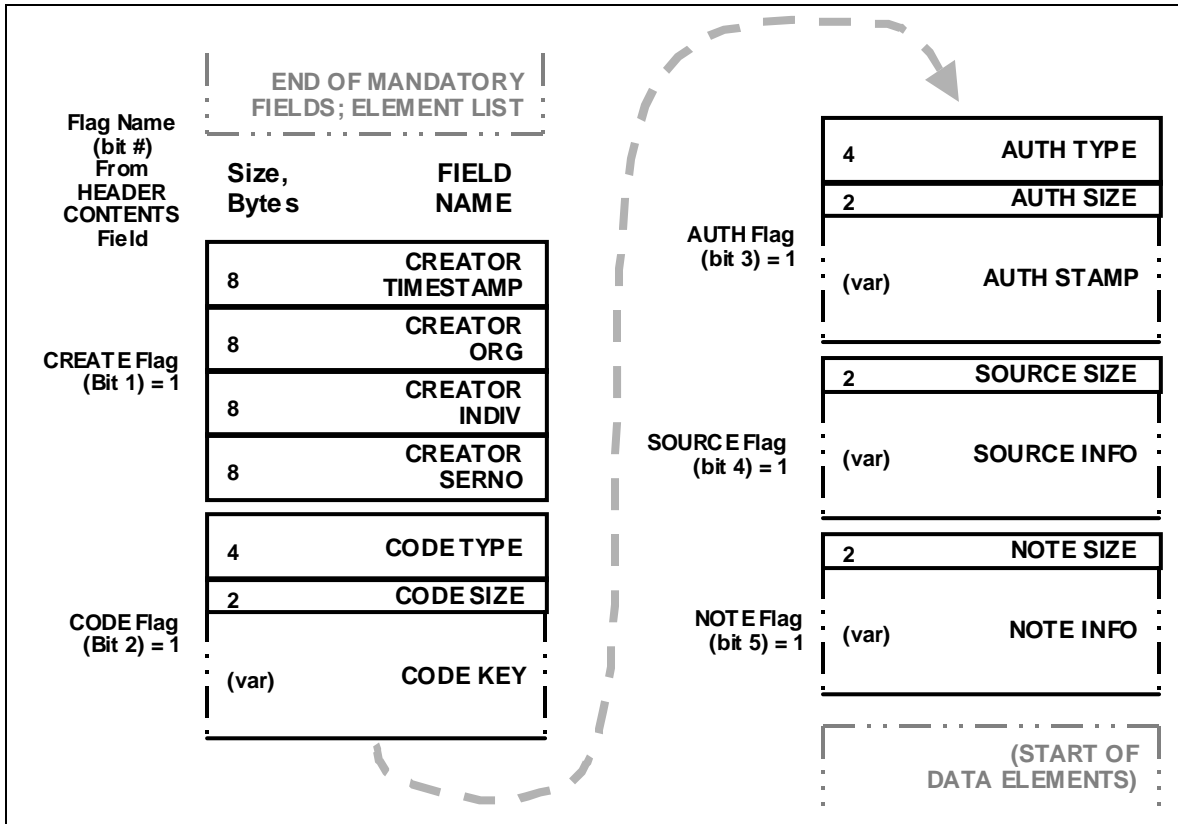 END OF MANDATORY
FIELDS; ELEMENT LIST
Flag Name
(bit #)
From
HEADER
CONTENTS
Field
Size,
Bytes
FIELD
NAME
8
CREATOR
TIMESTAMP
8
CREATOR
ORG
CREATE Flag
(Bit 1) = 1
8
CREATOR
INDIV
8
CREATOR
SERNO
4 CODE TYPE
2 CODE SIZE
CODE Flag
(Bit 2) = 1
(var) CODE KEY
4 AUTH TYPE
2 AUTH SIZE
AUTH Flag
(bit 3) = 1
(var) AUTH STAMP
2 SOURCE SIZE
SOURCE Flag
(bit 4) = 1
(var) SOURCE INFO
2 NOTE SIZE
NOTE Flag
(bit 5) = 1
(var) NOTE INFO
(START OF
DATA ELEMENTS)